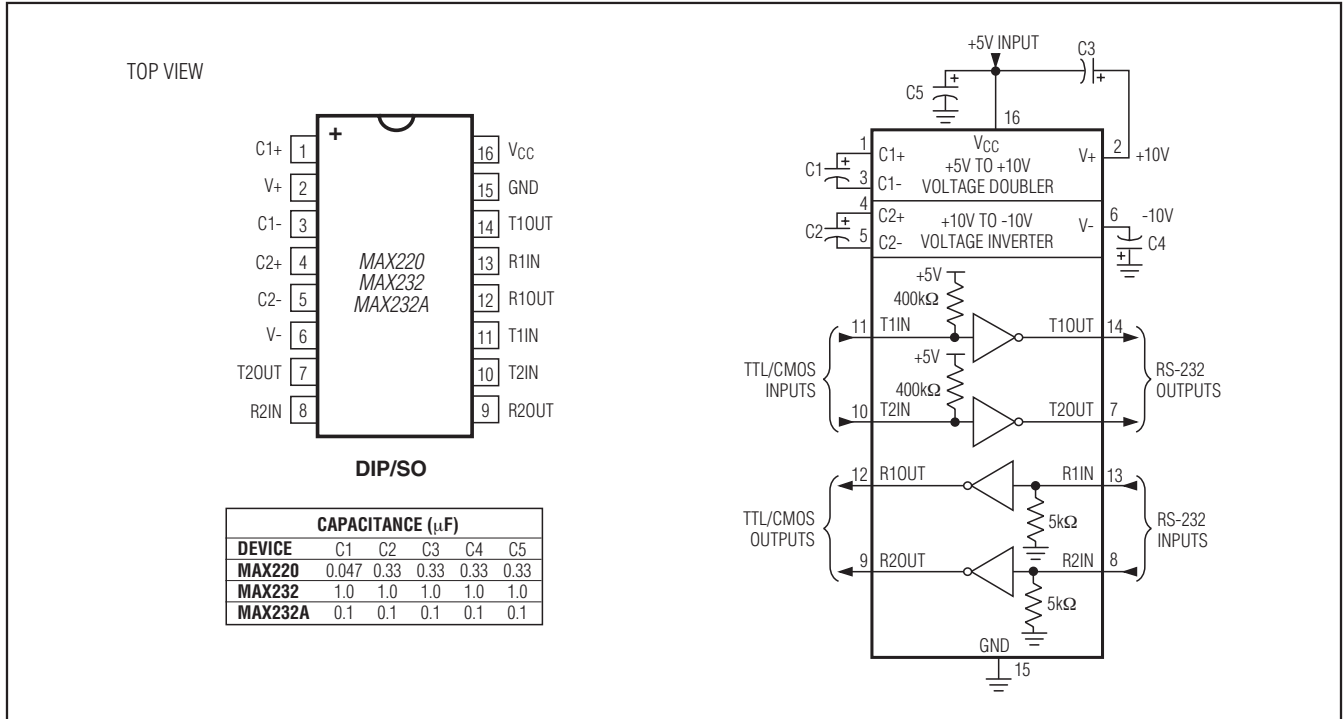 TOP VIEW
+
C1+ 1
V+ 2
C1- 3
C2+ 4
C2- 5
V- 6
T2OUT 7
R2IN 8
MAX220
MAX232
MAX232A
16 VCC
15 GND
14 T1OUT
13 R1IN
12 R1OUT
11 T1IN
10 T2IN
9 R2OUT
DIP/SO
CAPACITANCE (µF)
DEVICE C1 C2 C3 C4 C5
MAX220 0.047 0.33 0.33 0.33 0.33
MAX232 1.0 1.0 1.0 1.0 1.0
MAX232A 0.1 0.1 0.1 0.1 0.1
+5V INPUT
C3
+
C5
+
16
VCC
1 C1+
C1 +
3 C1-
+5V TO +10V
VOLTAGE DOUBLER
V+ 2 +10V
4 C2+
C2 +
5 C2-
+10V TO -10V
VOLTAGE INVERTER
V- 6 -10V
C4
+
+5V
400kΩ
11 T1IN
T1OUT 14
+5V
400kΩ
10 T2IN
T2OUT 7
TTL/CMOS
INPUTS
RS-232
OUTPUTS
12 R1OUT
R1IN 13
5kΩ
9 R2OUT
R2IN 8
5kΩ
TTL/CMOS
OUTPUTS
RS-232
INPUTS
GND
15